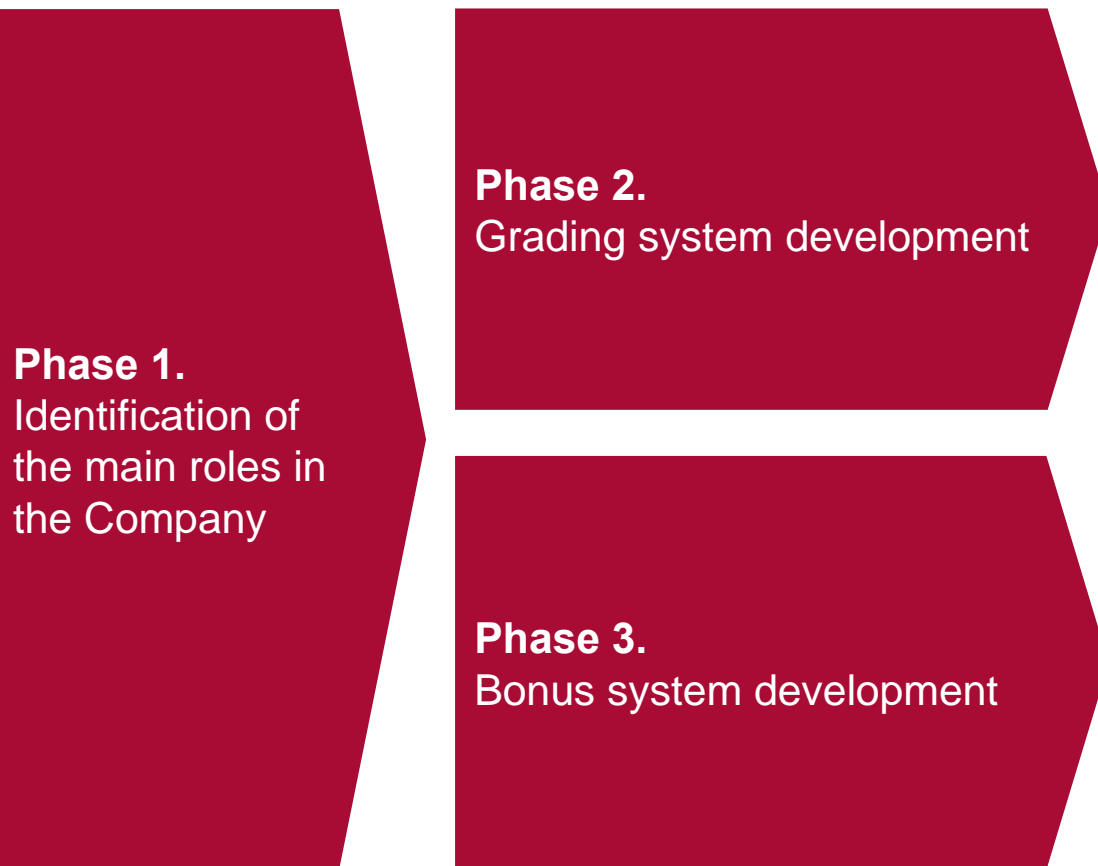 Phase 1.
Identification of
the main roles in
the Company
Phase 2.
Grading system development
Phase 3.
Bonus system development